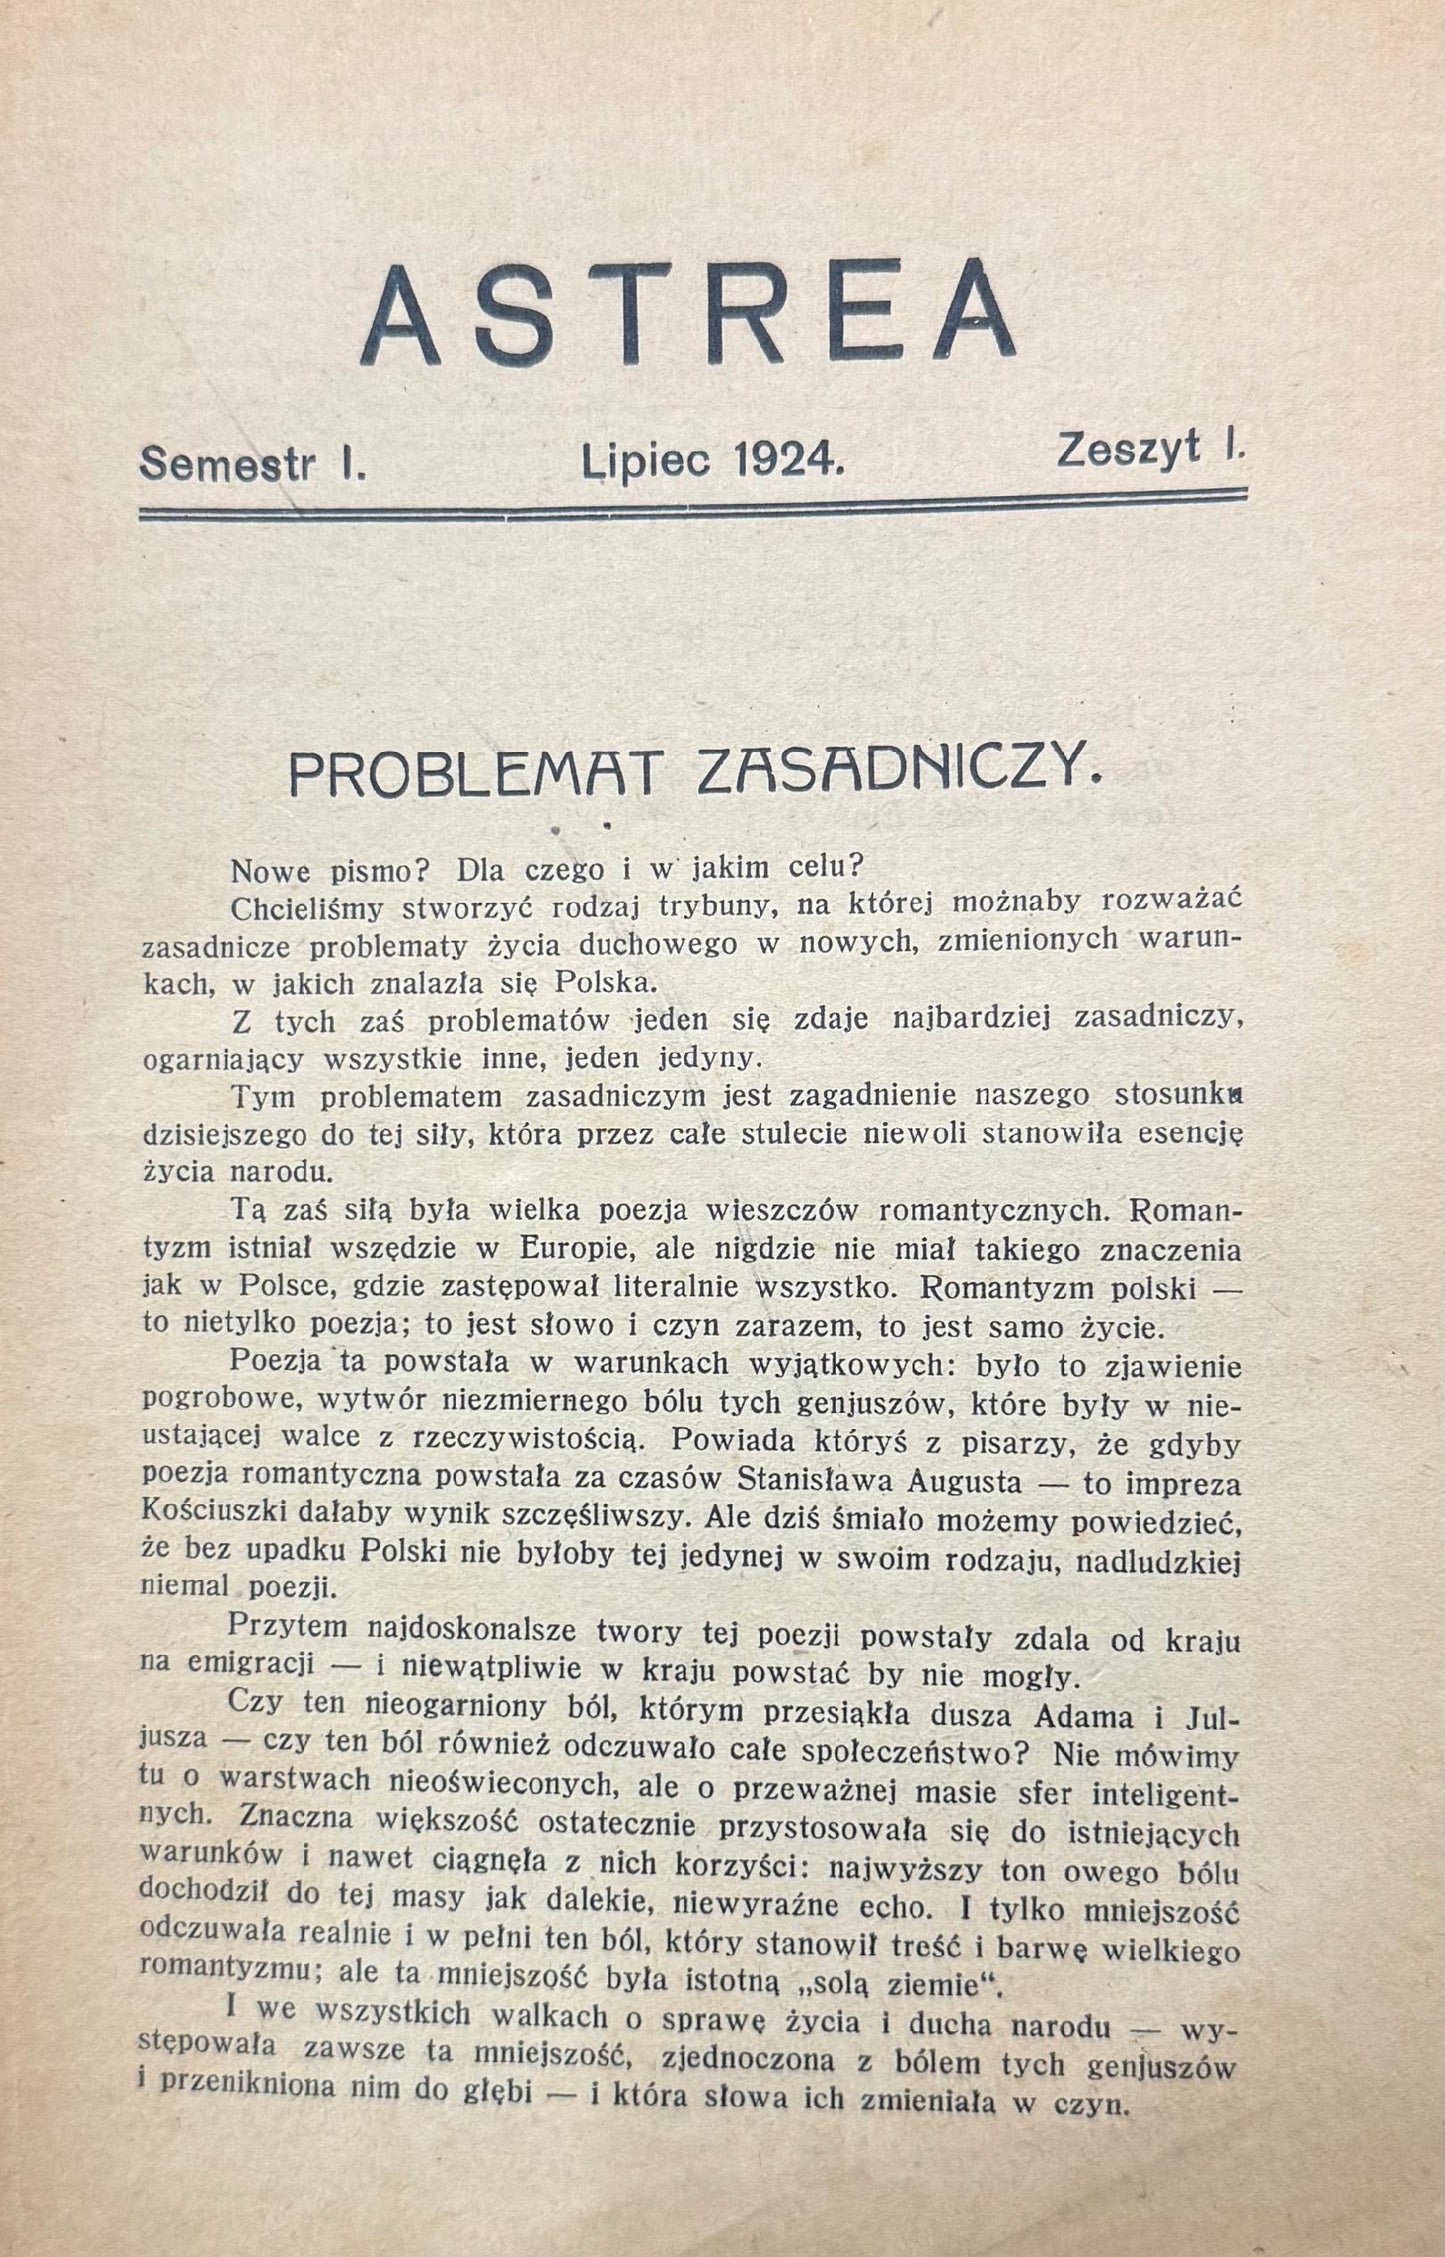 ASTREA
Semestr I. Lipiec 1924. Zeszyt I.
PROBLEMAT ZASADNICZY.
Nowe pismo? Dla czego i w jakim celu?
Chcieliśmy stworzyć rodzaj trybuny, na której możnaby rozważać
zasadnicze problematy życia duchowego w nowych, zmienionych warun-
kach, w jakich znalazła się Polska.
Z tych zaś problematów jeden się zdaje najbardziej zasadniczy,
ogarniający wszystkie inne, jeden jedyny.
Tym problematem zasadniczym jest zagadnienie naszego stosunku
dzisiejszego do tej siły, która przez całe stulecie niewoli stanowiła esencję
życia narodu.
Tą zaś siłą była wielka poezja wieszczów romantycznych. Roman-
tyzm istniał wszędzie w Europie, ale nigdzie nie miał takiego znaczenia
jak w Polsce, gdzie zastępował literalnie wszystko. Romantyzm polski —
to nietylko poezja; to jest słowo i czyn zarazem, to jest samo życie.
Poezja ta powstała w warunkach wyjątkowych: było to zjawienie
pogrobowe, wytwór niezmiernego bólu tych genjuszów, które były w nie-
ustającej walce z rzeczywistością. Powiada któryś z pisarzy, że gdyby
poezja romantyczna powstała za czasów Stanisława Augusta — to impreza
Kościuszki dałaby wynik szczęśliwszy. Ale dziś śmiało możemy powiedzieć,
że bez upadku Polski nie byłoby tej jedynej w swoim rodzaju, nadludzkiej
niemal poezji.
Przytem najdoskonalsze twory tej poezji powstały zdala od kraju
na emigracji — i niewątpliwie w kraju powstać by nie mogły.
Czy ten nieogarniony ból, którym przesiąkła dusza Adama i Jul-
jusza — czy ten ból również odczuwało całe społeczeństwo? Nie mówimy
tu o warstwach nieoświeconych, ale o przeważnej masie sfer inteligent-
nych. Znaczna większość ostatecznie przystosowała się do istniejących
warunków i nawet ciągnęła z nich korzyści: najwyższy ton owego bólu
dochodził do tej masy jak dalekie, niewyraźne echo. I tylko mniejszość
odczuwała realnie i w pełni ten ból, który stanowił treść i barwę wielkiego
romantyzmu; ale ta mniejszość była istotną „solą ziemie“.
I we wszystkich walkach o sprawę życia i ducha narodu — wy-
stępowała zawsze ta mniejszość, zjednoczona z bólem tych genjuszów
i przenikniona nim do głębi — i która słowa ich zmieniała w czyn.